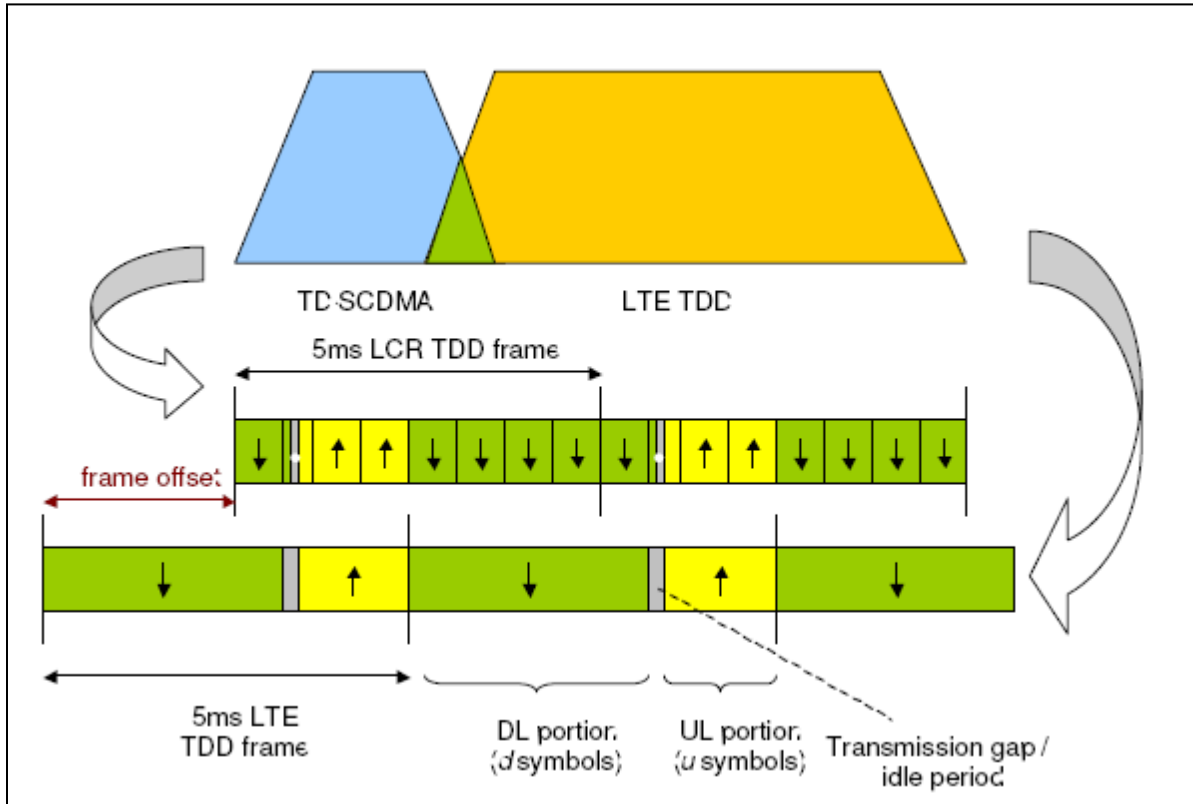 TD-SCDMA
LTE TDD
5ms LCR TDD frame
frame offset
5ms LTE
TDD frame
DL portion
(d symbols)
UL portion
(u symbols)
Transmission gap /
idle period